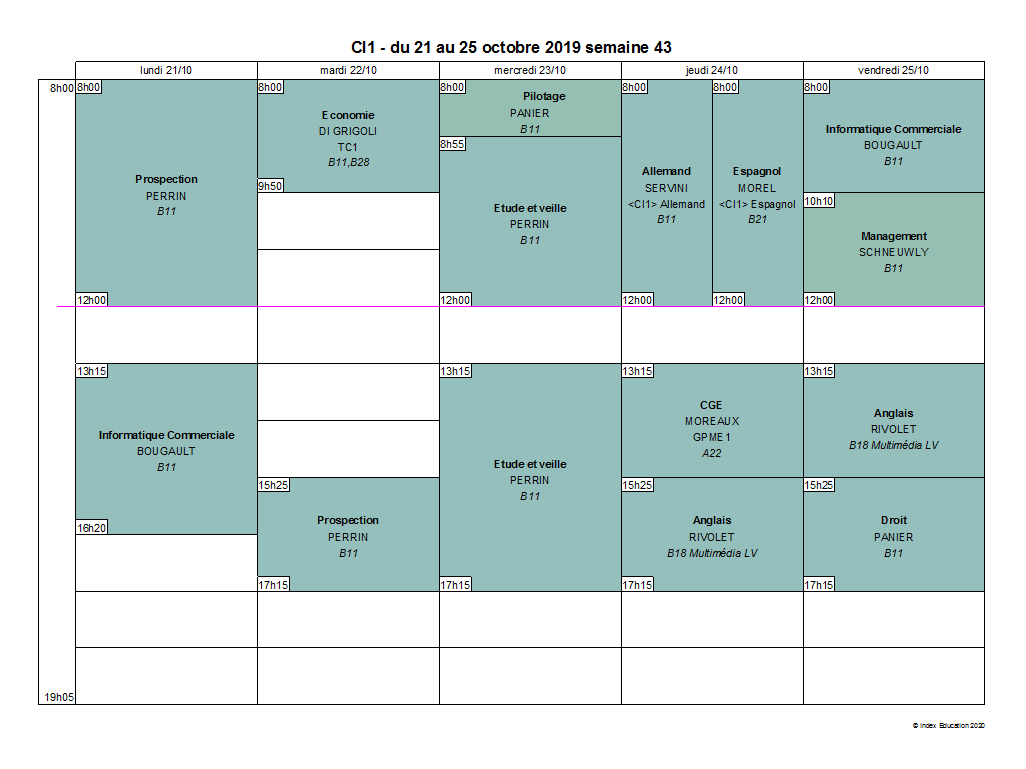 CI1 - du 21 au 25 octobre 2019 semaine 43
lundi 21/10
mardi 22/10
mercredi 23/10
jeudi 24/10
vendredi 25/10
8h00
19h05
8h00
Prospection
PERRIN
B11
12h00
13h15
Informatique Commerciale
BOUGAULT
B11
16h20
8h00
Economie
DI GRIGOLI
TC1
B11,B28
9h50
15h25
Prospection
PERRIN
B11
17h15
8h00
Pilotage
PANIER
B11
8h55
Etude et veille
PERRIN
B11
12h00
13h15
Etude et veille
PERRIN
B11
17h15
8h00
Allemand
SERVINI
<CI1> Allemand
B11
12h00
8h00
Espagnol
MOREL
<CI1> Espagnol
B21
12h00
13h15
CGE
MOREAUX
GPME1
A22
15h25
Anglais
RIVOLET
B18 Multimédia LV
17h15
8h00
Informatique Commerciale
BOUGAULT
B11
10h10
Management
SCHNEUWLY
B11
12h00
13h15
Anglais
RIVOLET
B18 Multimédia LV
15h25
Droit
PANIER
B11
17h15
© Index Education 2020